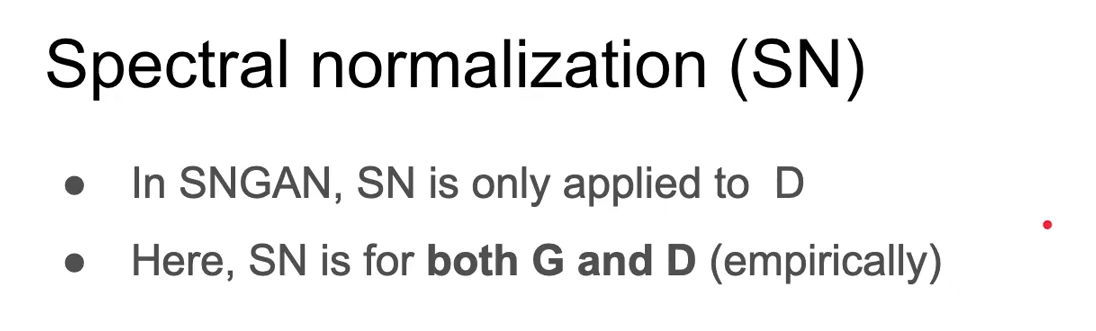 Spectral normalization (SN)
● In SNGAN, SN is only applied to D
● Here, SN is for both G and D (empirically)